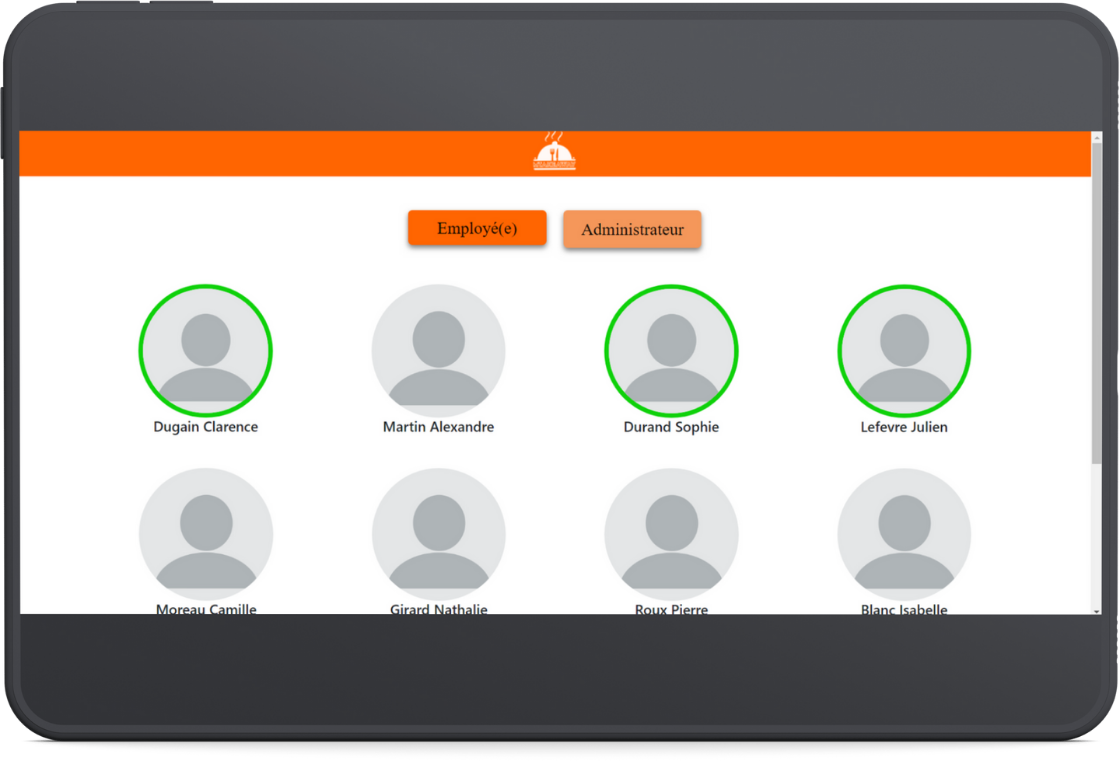 Employé(e)
Administrateur
Dugain Clarence
Martin Alexandre
Durand Sophie
Lefevre Julien
Moreau Camille
Girard Nathalie
Roux Pierre
Blanc Isabelle